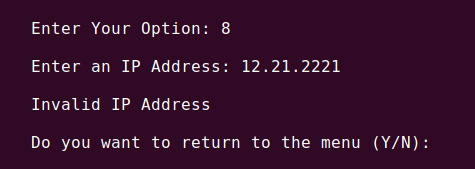 Enter Your Option: 8
Enter an IP Address: 12.21.2221
Invalid IP Address
Do you want to return to the menu (Y/N):